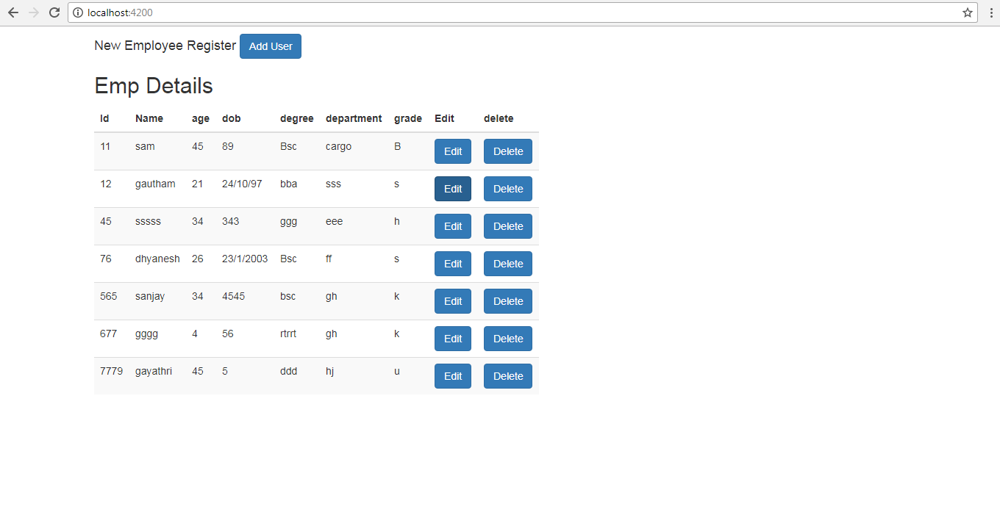 localhost:4200
New Employee Register Add User
Emp Details
Id Name age dob degree department grade Edit delete
11 sam 45 89 Bsc cargo B Edit Delete
12 gautham 21 24/10/97 bba sss s Edit Delete
45 sssss 34 343 ggg eee h Edit Delete
76 dhyanesh 26 23/1/2003 Bsc ff s Edit Delete
565 sanjay 34 4545 bsc gh k Edit Delete
677 gggg 4 56 rtrrt gh k Edit Delete
7779 gayathri 45 5 ddd hj u Edit Delete